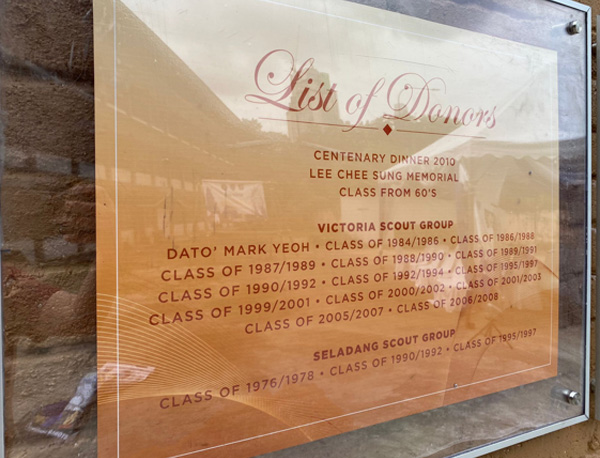 List of Donors
CENTENARY DINNER 2010
LEE CHEE SUNG MEMORIAL
CLASS FROM 60'S
VICTORIA SCOUT GROUP
DATO' MARK YEOH • CLASS OF 1984/1986 • CLASS OF 1986/1988
CLASS OF 1987/1989 • CLASS OF 1988/1990 • CLASS OF 1989/1991
CLASS OF 1990/1992 • CLASS OF 1992/1994 • CLASS OF 1995/1997
CLASS OF 1999/2001 • CLASS OF 2000/2002 • CLASS OF 2001/2003
CLASS OF 2005/2007 • CLASS OF 2006/2008
SELADANG SCOUT GROUP
CLASS OF 1976/1978 • CLASS OF 1990/1992 • CLASS OF 1995/1997